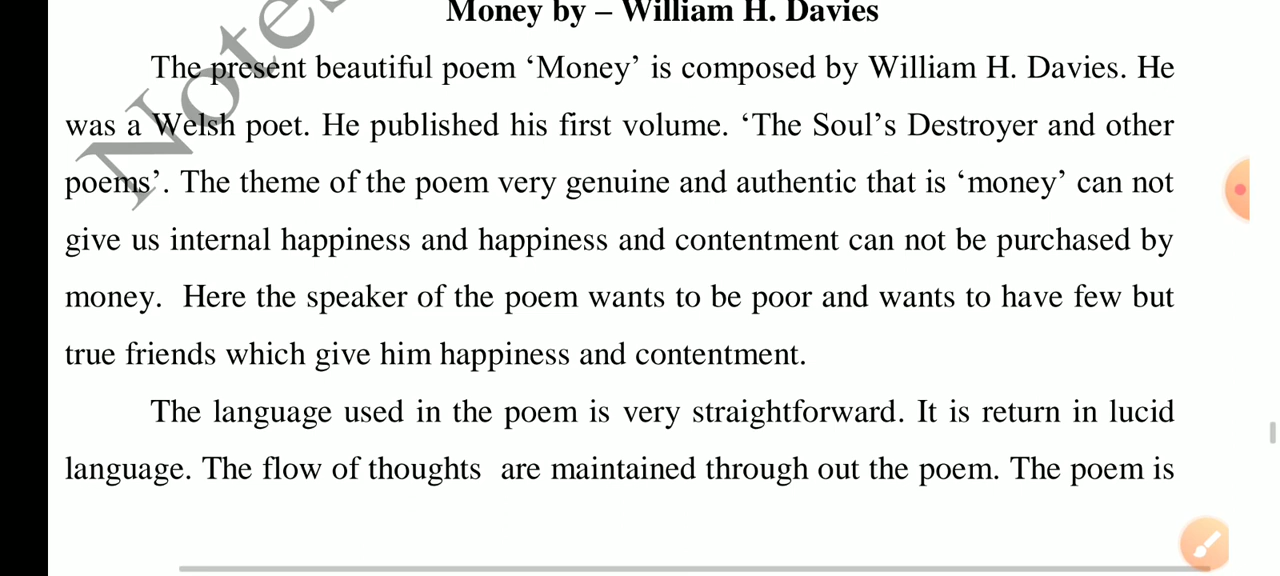 Money by – William H. Davies
Note
The present beautiful poem ‘Money’ is composed by William H. Davies. He
was a Welsh poet. He published his first volume. ‘The Soul’s Destroyer and other
poems’. The theme of the poem very genuine and authentic that is ‘money’ can not
give us internal happiness and happiness and contentment can not be purchased by
money. Here the speaker of the poem wants to be poor and wants to have few but
true friends which give him happiness and contentment.
The language used in the poem is very straightforward. It is return in lucid
language. The flow of thoughts are maintained through out the poem. The poem is